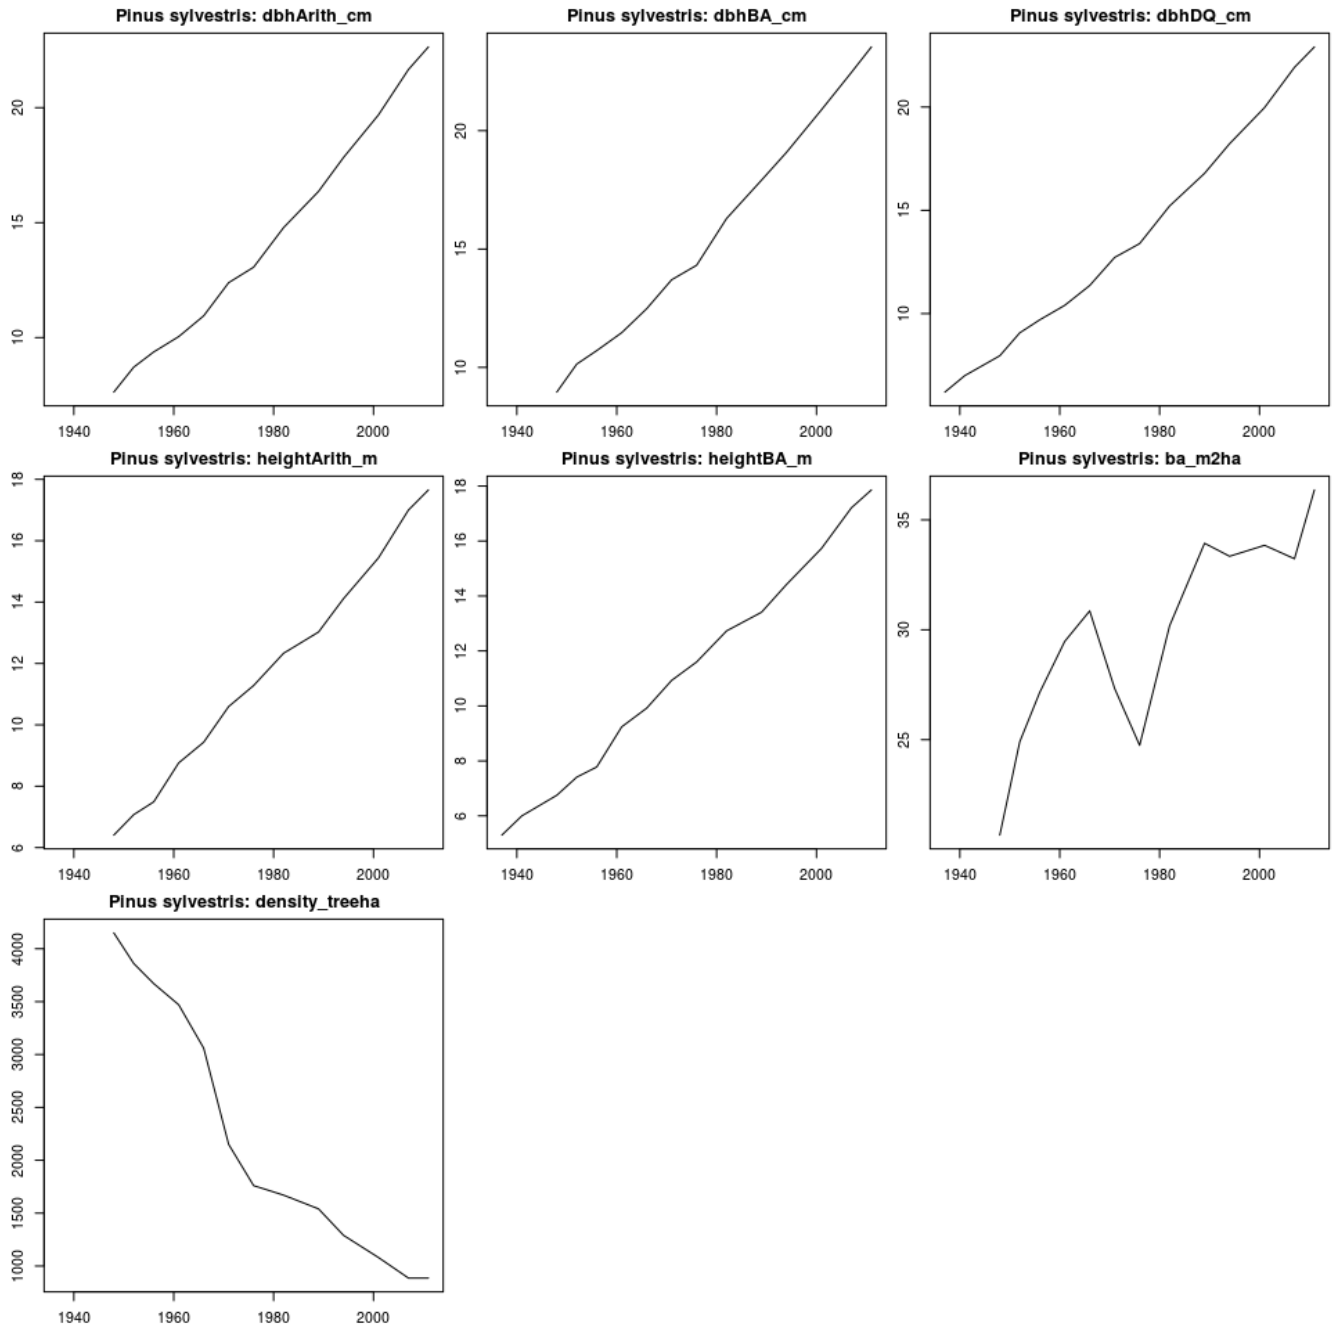 Pinus sylvestris: dbhArith_cm
20
15
10
1940 1960 1980 2000
Pinus sylvestris: dbhBA_cm
20
15
10
1940 1960 1980 2000
Pinus sylvestris: dbhDQ_cm
20
15
10
1940 1960 1980 2000
Pinus sylvestris: heightArith_m
18
16
14
12
10
8
6
1940 1960 1980 2000
Pinus sylvestris: heightBA_m
18
16
14
12
10
8
6
1940 1960 1980 2000
Pinus sylvestris: ba_m2ha
35
30
25
1940 1960 1980 2000
Pinus sylvestris: density_treeha
4000
3500
3000
2500
2000
1500
1000
1940 1960 1980 2000